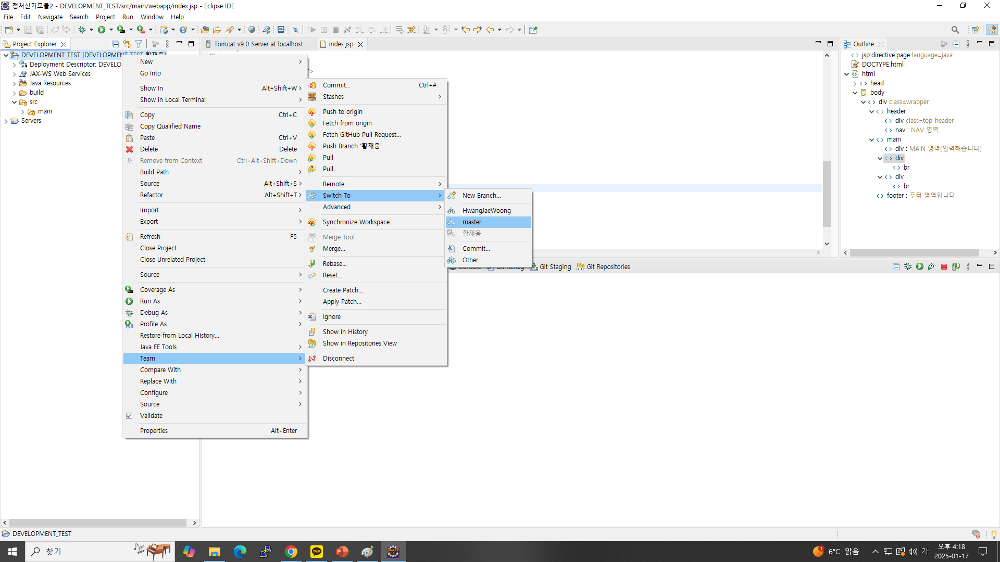 정처산기모듈2 - DEVELOPMENT_TEST/src/main/webapp/index.jsp - Eclipse IDE
File Edit Navigate Search Project Run Window Help
Project Explorer
Tomcat v9.0 Server at localhost
index.jsp
Outline
DEVELOPMENT_TEST [DEVELOPMENT_TEST 황재웅]
Deployment Descriptor: DEVELO
JAX-WS Web Services
Java Resources
build
src
main
Servers
New
Go Into
Show In Alt+Shift+W
Show in Local Terminal
Copy Ctrl+C
Copy Qualified Name
Paste Ctrl+V
Delete Delete
Remove from Context Ctrl+Alt+Shift+Down
Build Path
Source Alt+Shift+S
Refactor Alt+Shift+T
Import
Export
Refresh F5
Close Project
Close Unrelated Project
Source
Coverage As
Run As
Debug As
Profile As
Restore from Local History...
Java EE Tools
Team
Compare With
Replace With
Configure
Source
Validate
Properties Alt+Enter
Commit... Ctrl+#
Stashes
Push to origin
Fetch from origin
Fetch GitHub Pull Request...
Push Branch '황재웅'...
Pull
Pull...
Remote
Switch To
Advanced
Synchronize Workspace
Merge Tool
Merge...
Rebase...
Reset...
Create Patch...
Apply Patch...
Ignore
Show in History
Show in Repositories View
Disconnect
New Branch...
HwangJaeWoong
master
황재웅
Commit...
Other...
Console Git Reflog Git Staging Git Repositories
jsp:directive.page language=java
DOCTYPE:html
html
head
body
div class=wrapper
header
div class=top-header
nav : NAV 영역
main
div : MAIN 영역(입력해줍니다)
div
br
div
br
footer : 푸터 영역입니다
DEVELOPMENT_TEST
찾기
TALK
6°C 맑음
가
오후 4:18
2025-01-17